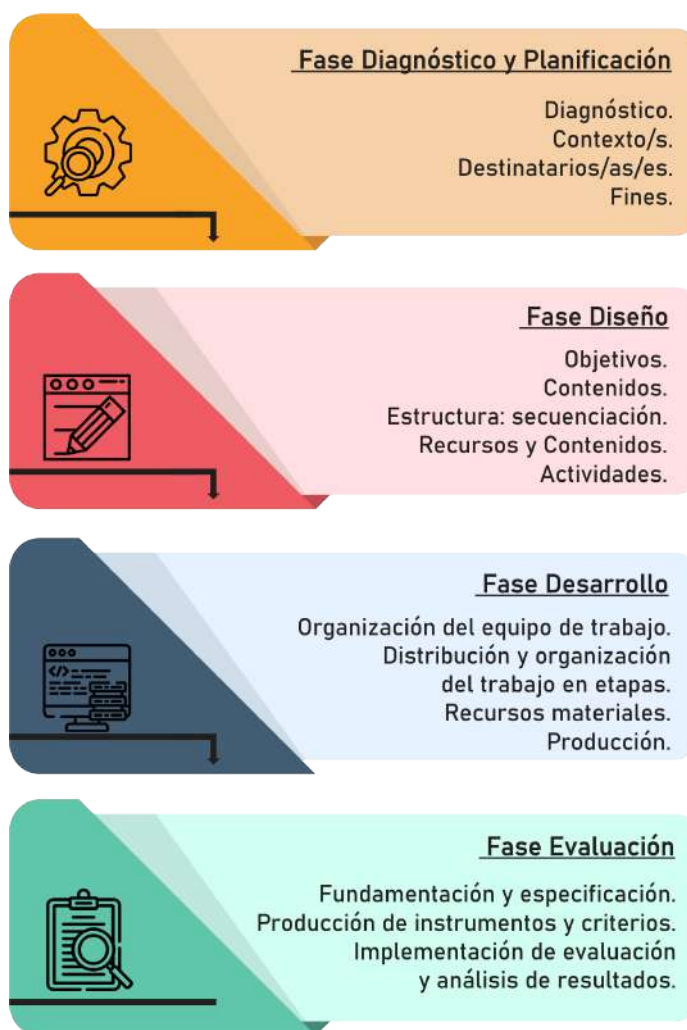 Fase Diagnóstico y Planificación
Diagnóstico.
Contexto/s.
Destinatarios/as/es.
Fines.
Fase Diseño
Objetivos.
Contenidos.
Estructura: secuenciación.
Recursos y Contenidos.
Actividades.
Fase Desarrollo
Organización del equipo de trabajo.
Distribución y organización
del trabajo en etapas.
Recursos materiales.
Producción.
Fase Evaluación
Fundamentación y especificación.
Producción de instrumentos y criterios.
Implementación de evaluación
y análisis de resultados.